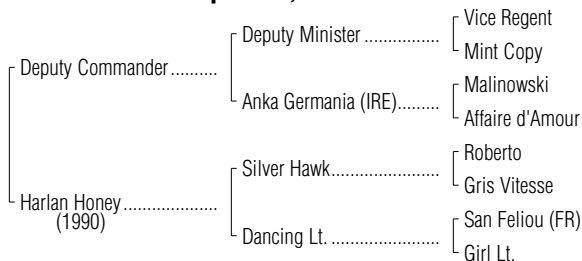 Vice Regent
Deputy Minister ..................
Mint Copy
Deputy Commander..........
Malinowski
Anka Germania (IRE).........
Affaire d'Amour
Roberto
Silver Hawk........................
Gris Vitesse
Harlan Honey.....................
(1990)
San Feliou (FR)
Dancing Lt. ........................
Girl Lt.